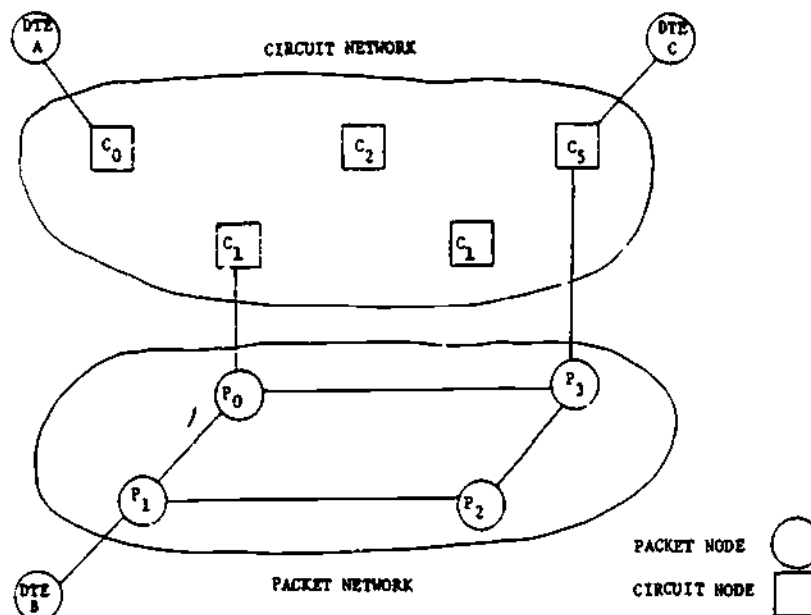 DTE
A
DTE
C
CIRCUIT NETWORK
C0
C2
C5
C1
C1
P0
P3
P1
P2
DTE
B
PACKET NETWORK
PACKET NODE
CIRCUIT NODE